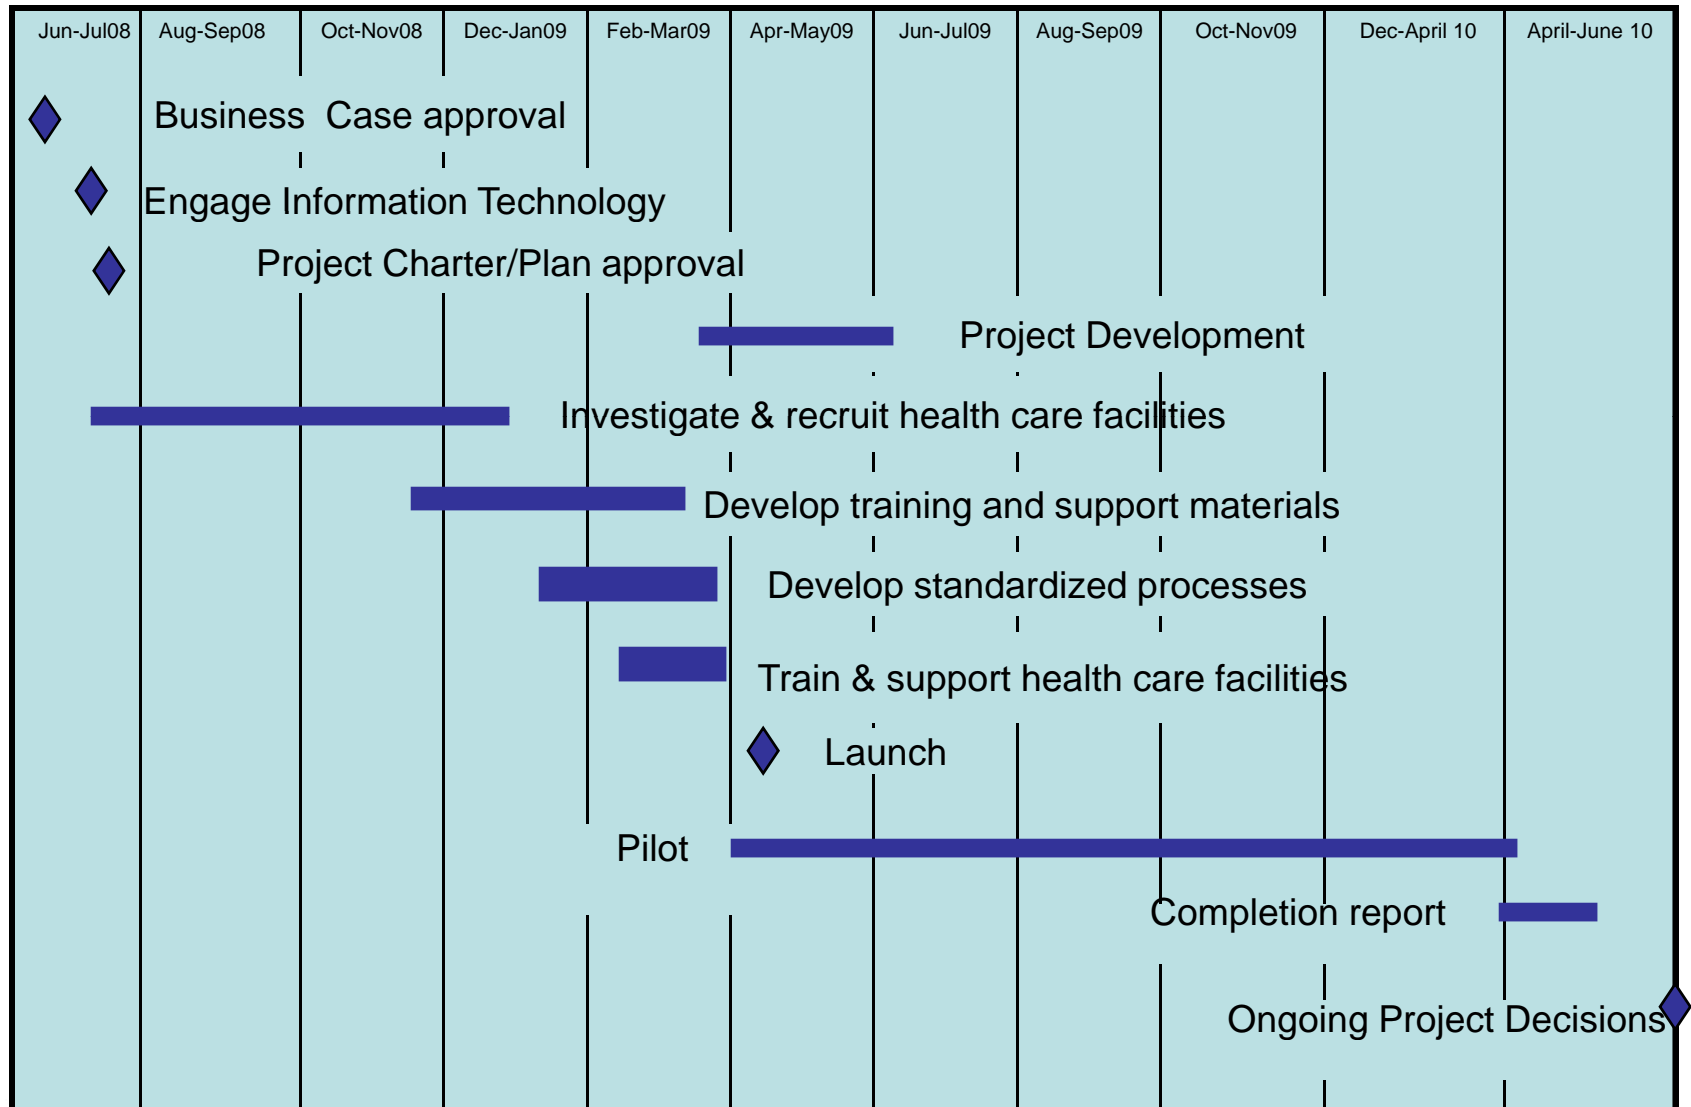 Jun-Jul08 Aug-Sep08 Oct-Nov08 Dec-Jan09 Feb-Mar09 Apr-May09 Jun-Jul09 Aug-Sep09 Oct-Nov09 Dec-April 10 April-June 10
Business Case approval
Engage Information Technology
Project Charter/Plan approval
Project Development
Investigate & recruit health care facilities
Develop training and support materials
Develop standardized processes
Train & support health care facilities
Launch
Pilot
Completion report
Ongoing Project Decisions